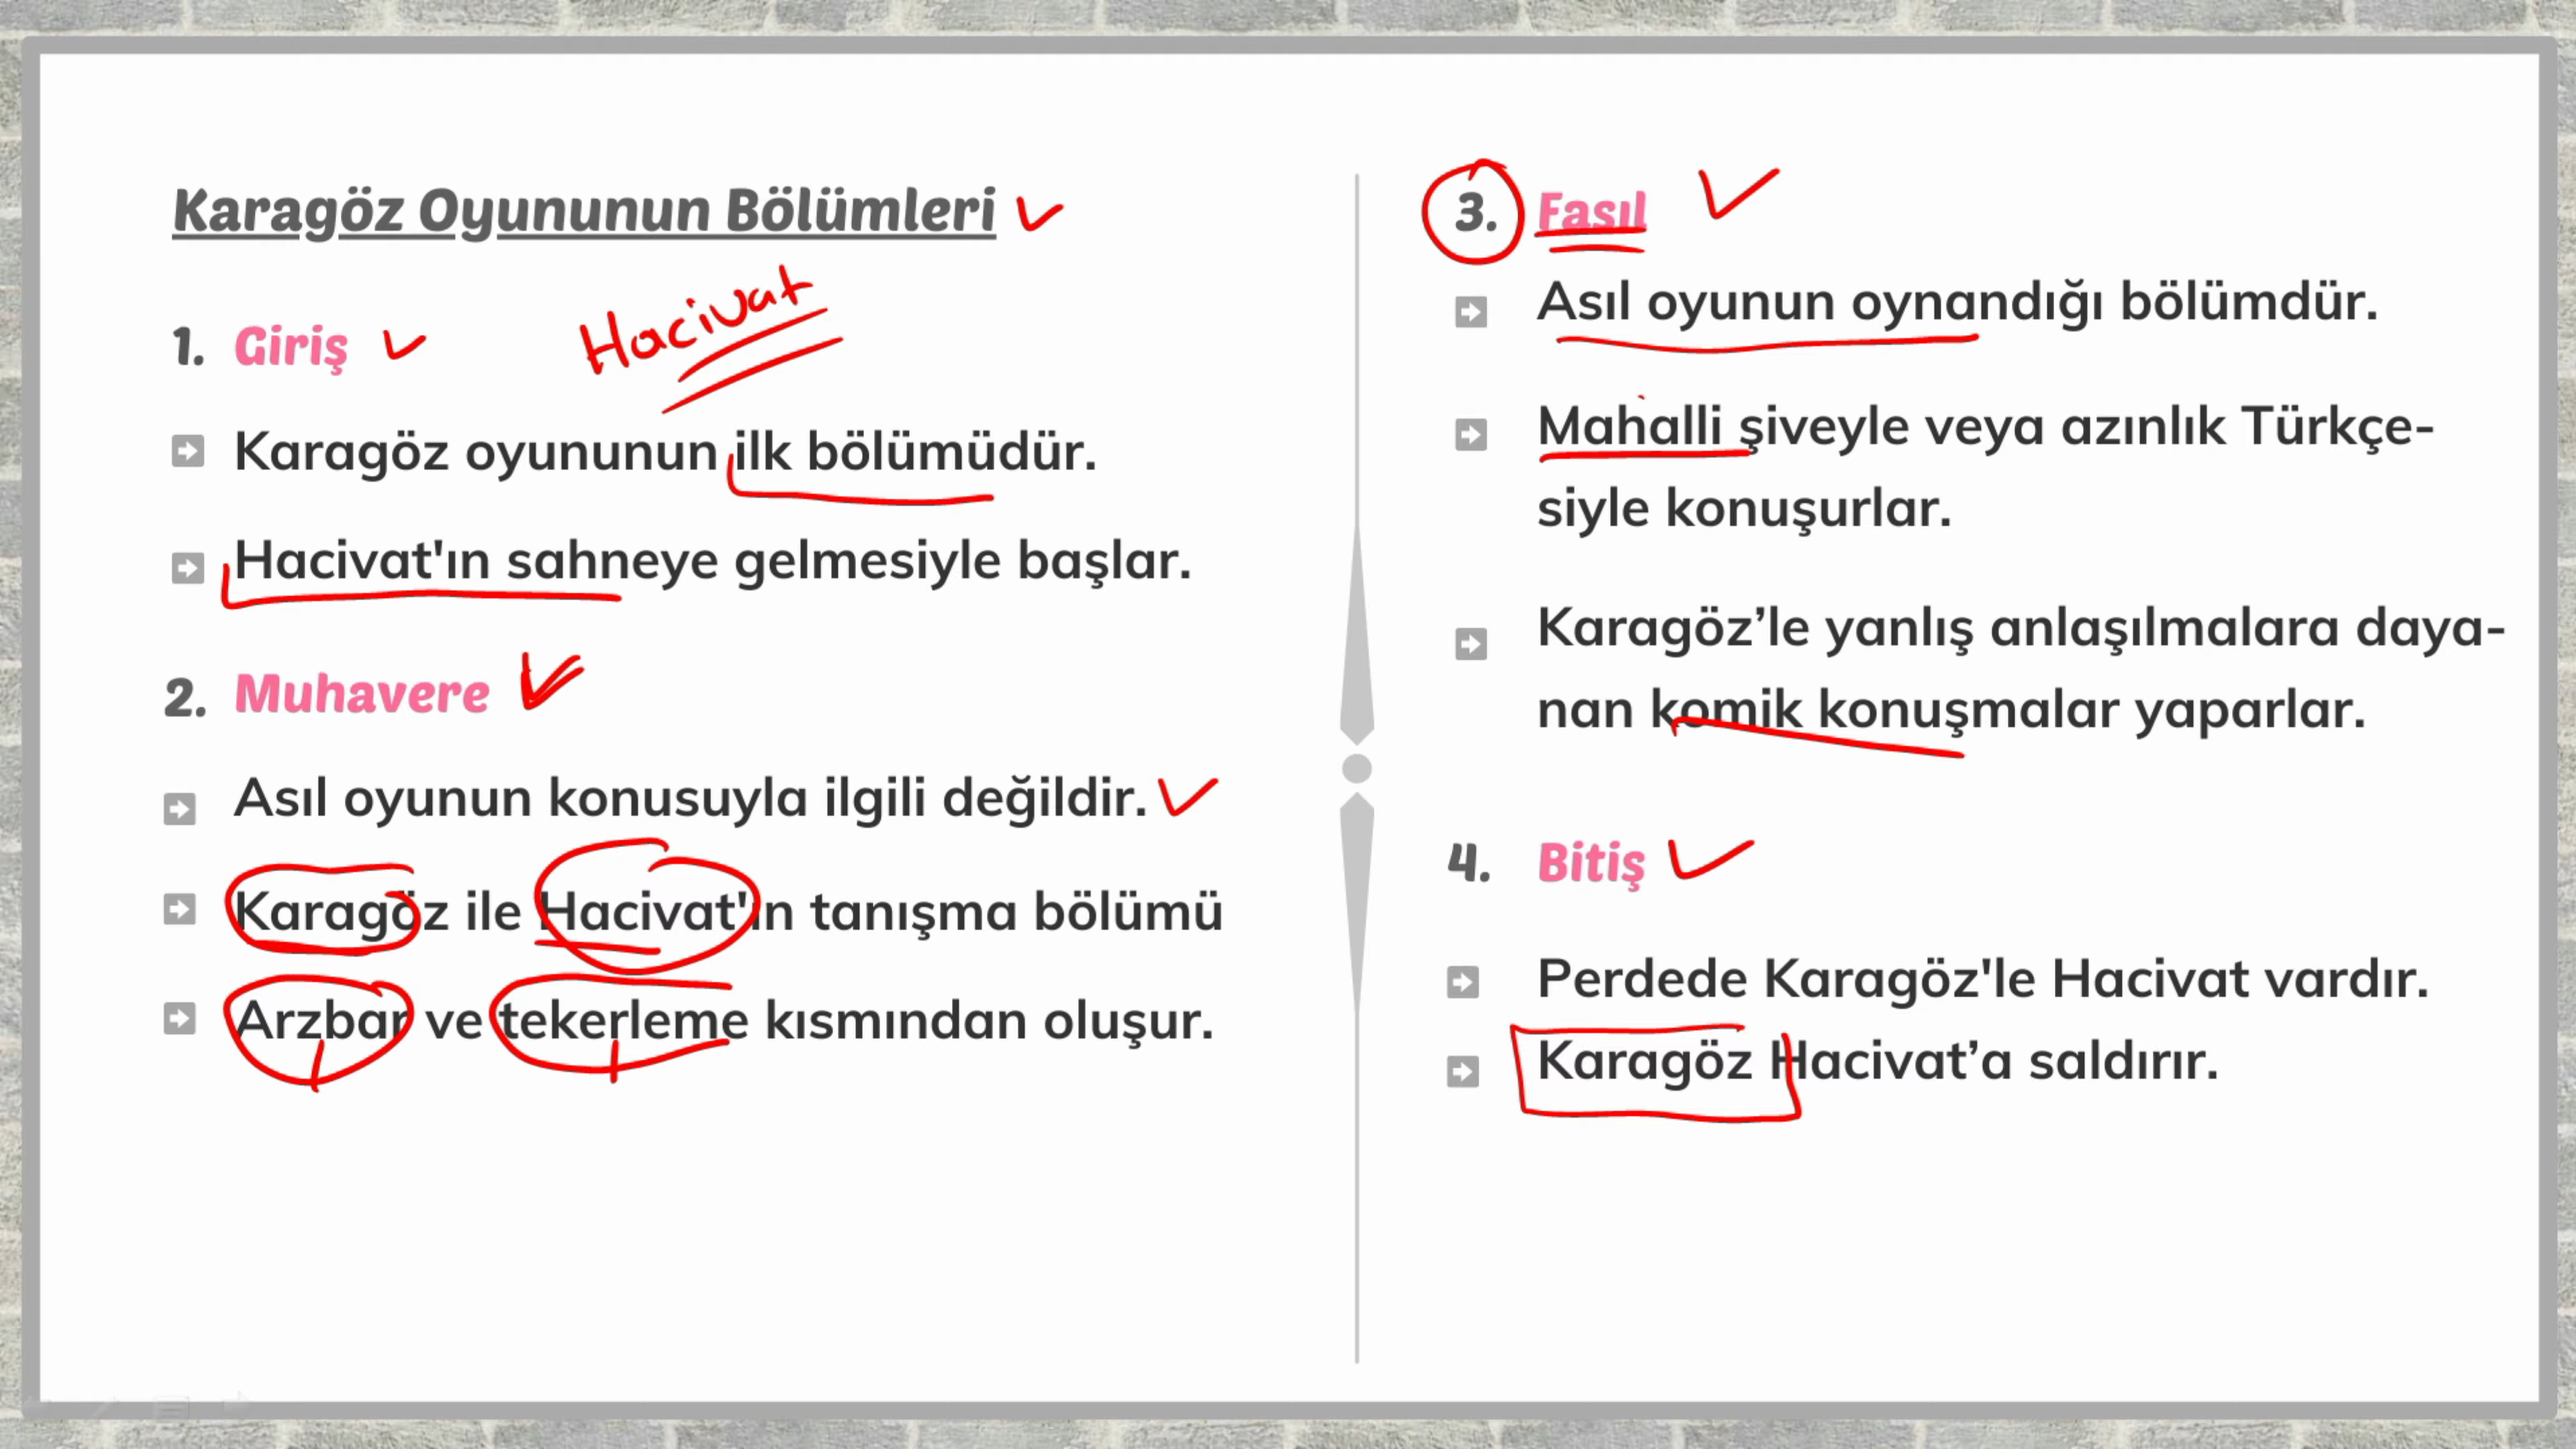 Karagöz Oyununun Bölümleri
1. Giriş
Hacivat
Karagöz oyununun ilk bölümüdür.
Hacivat'ın sahneye gelmesiyle başlar.
2. Muhavere
Asıl oyunun konusuyla ilgili değildir.
Karagöz ile Hacivat'ın tanışma bölümü
Arzbar ve tekerleme kısmından oluşur.
3. Fasıl
Asıl oyunun oynandığı bölümdür.
Mahalli şiveyle veya azınlık Türkçe-
siyle konuşurlar.
Karagöz’le yanlış anlaşılmalara daya-
nan komik konuşmalar yaparlar.
4. Bitiş
Perdede Karagöz'le Hacivat vardır.
Karagöz Hacivat’a saldırır.